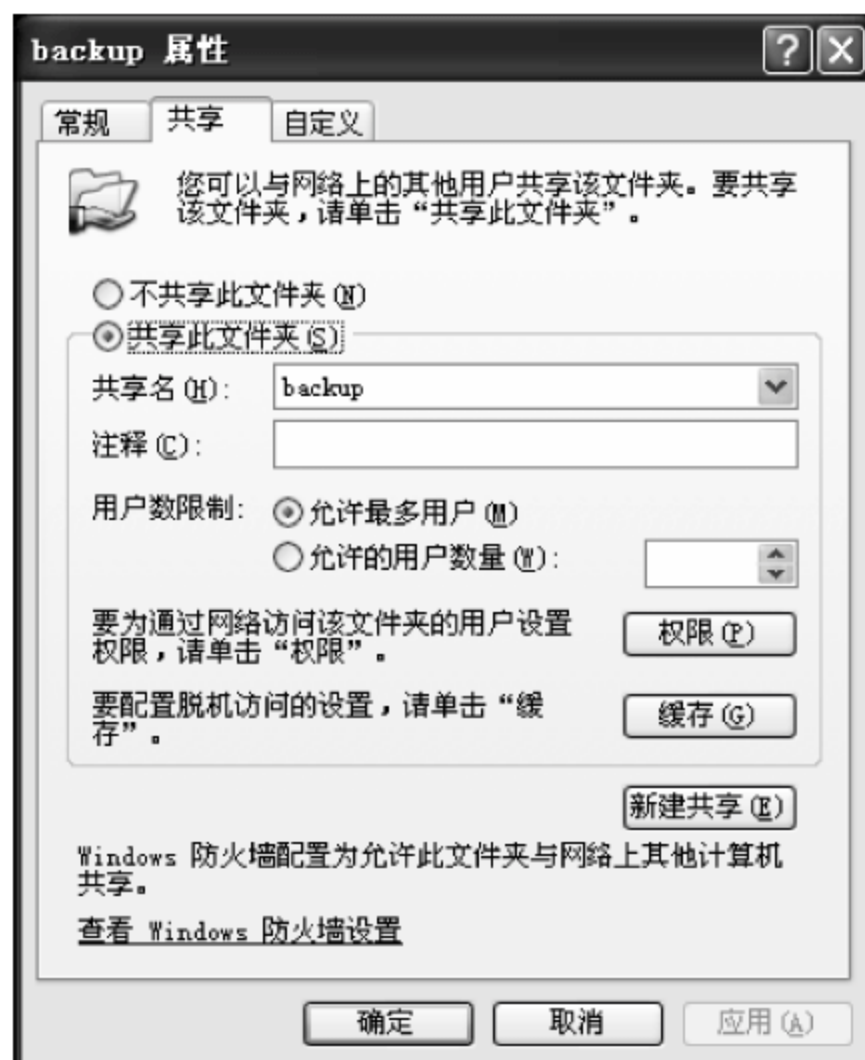 backup 属性
常规 共享 自定义
您可以与网络上的其他用户共享该文件夹。要共享
该文件夹，请单击“共享此文件夹”。
不共享此文件夹(N)
共享此文件夹(S)
共享名(H): backup
注释(C):
用户数限制: 允许最多用户(M)
允许的用户数量(W):
要为通过网络访问该文件夹的用户设置
权限，请单击“权限”。
权限(P)
要配置脱机访问的设置，请单击“缓
存”。
缓存(G)
新建共享(E)
Windows 防火墙配置为允许此文件夹与网络上其他计算机
共享。
查看 Windows 防火墙设置
确定 取消 应用(A)